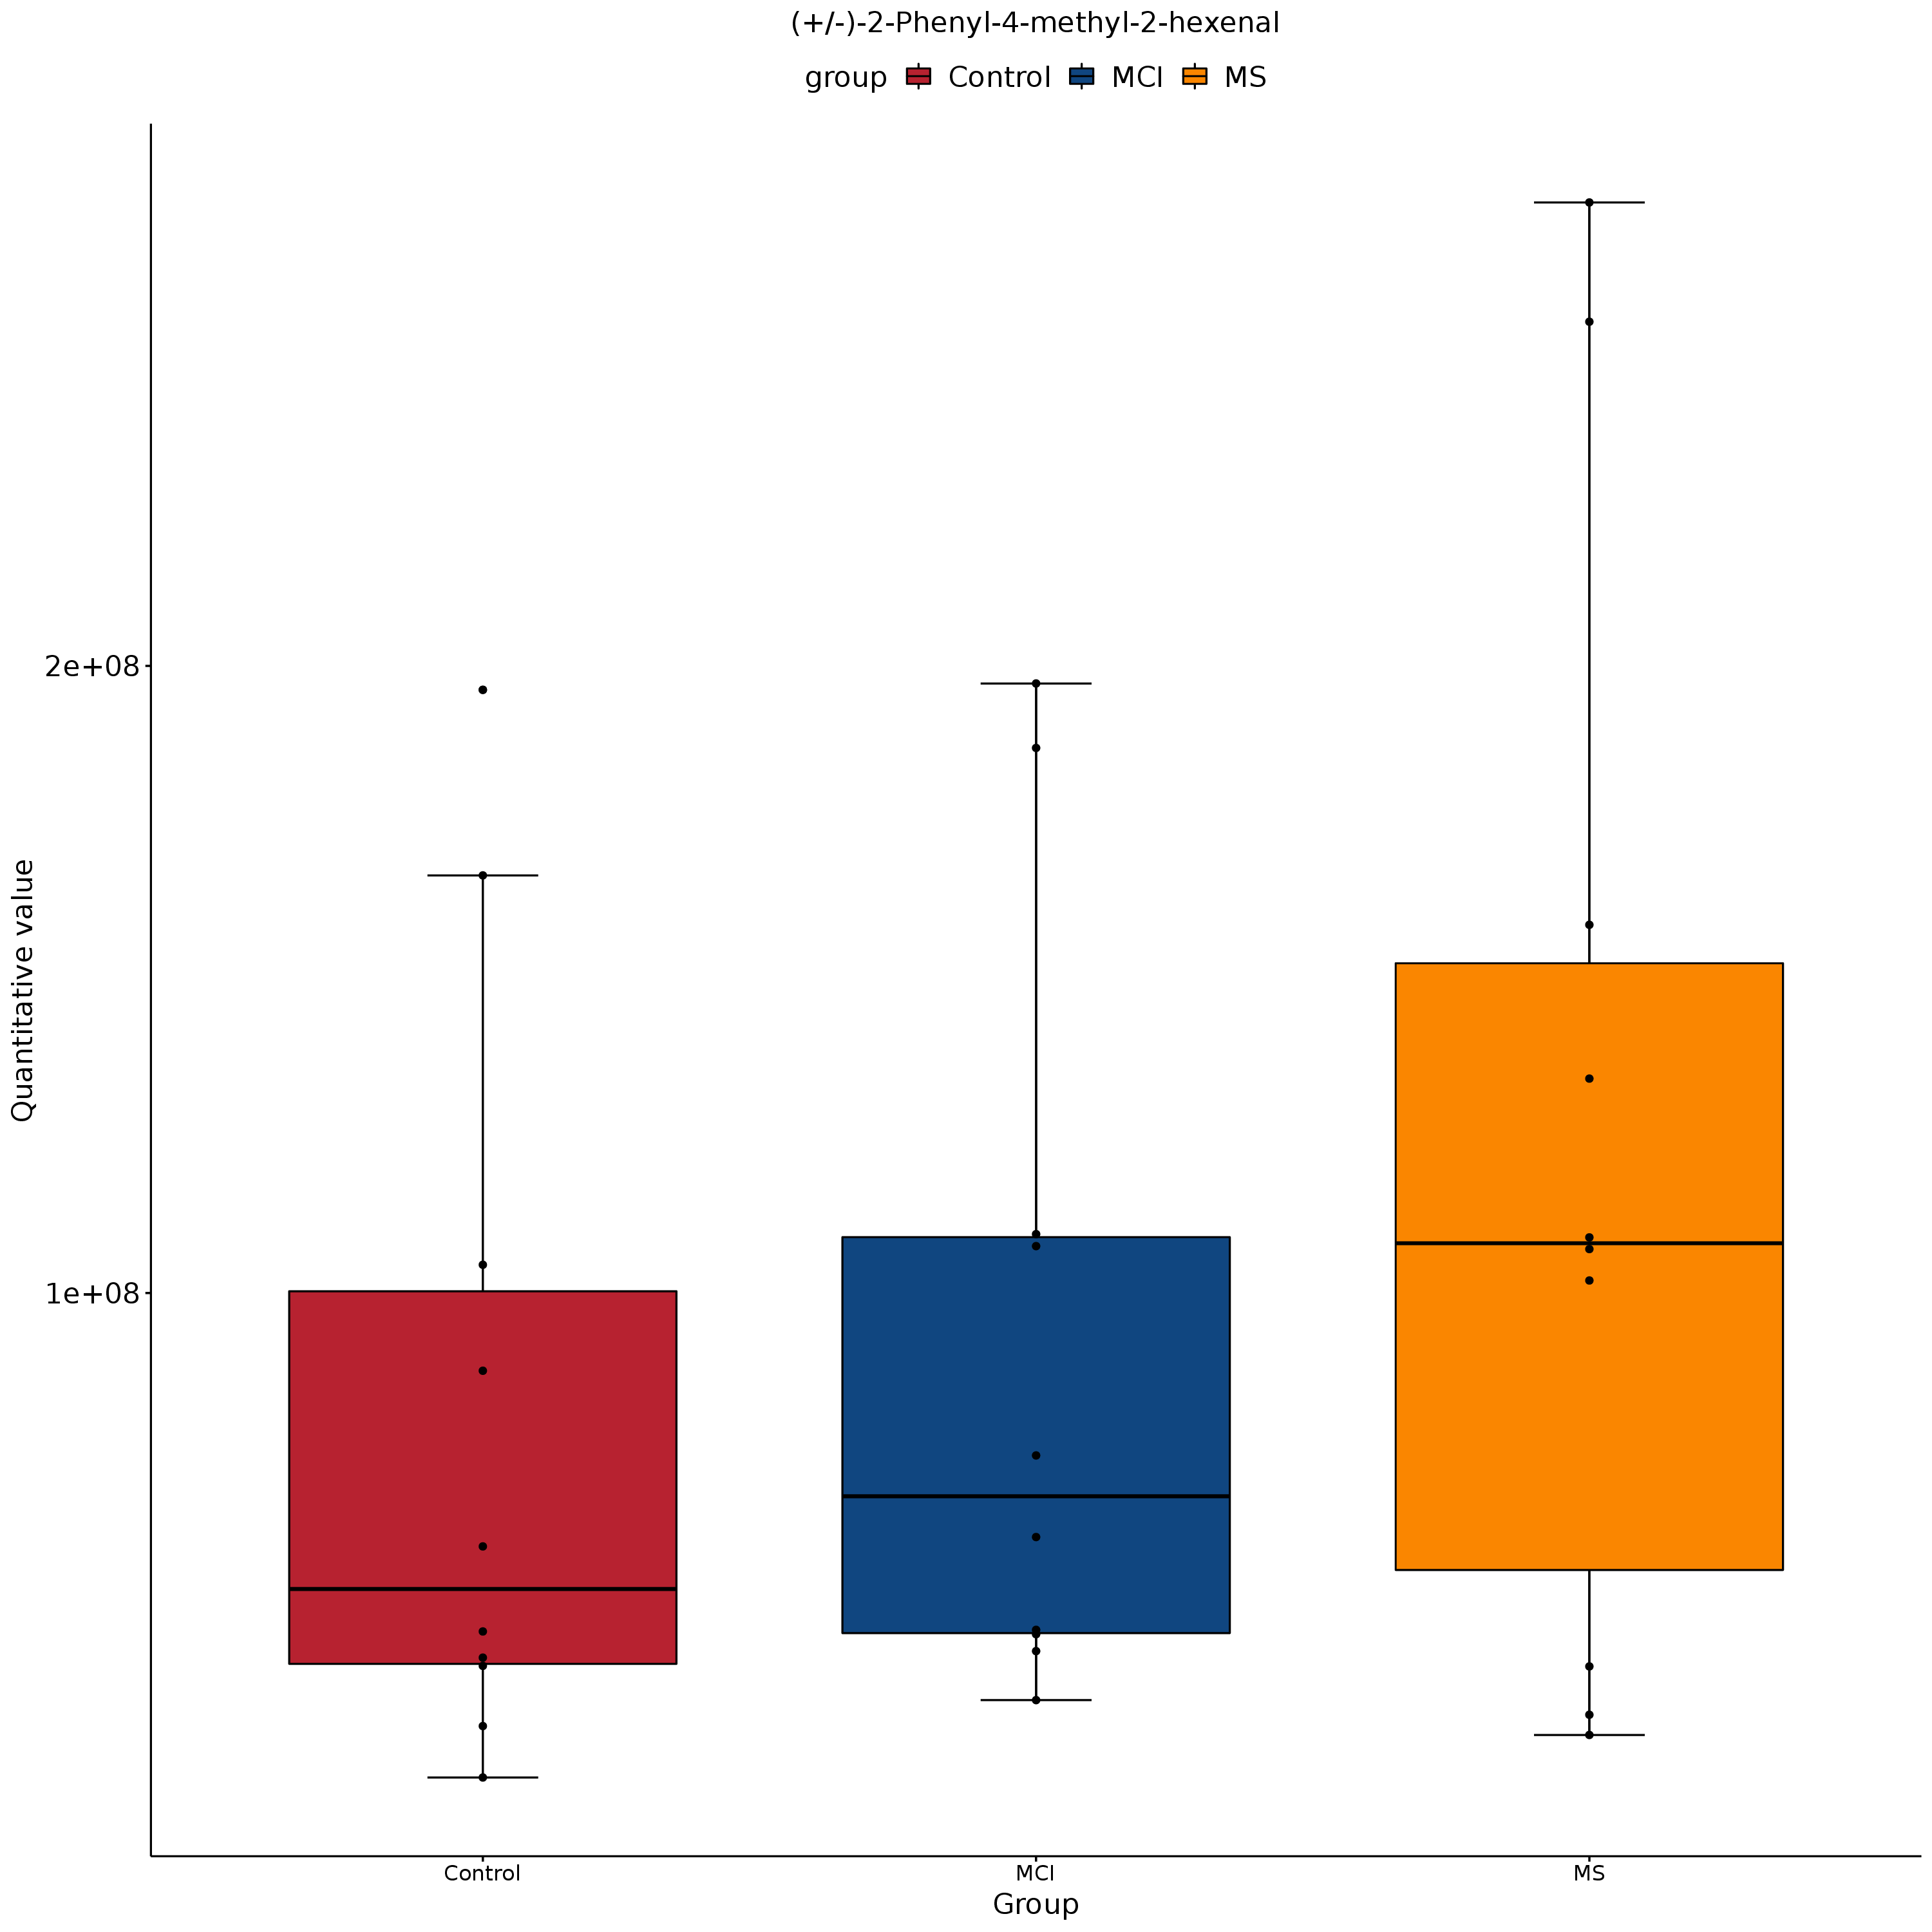 (+/-)-2-Phenyl-4-methyl-2-hexenal
group Control MCI MS
Quantitative value
2e+08
1e+08
Control MCI MS
Group